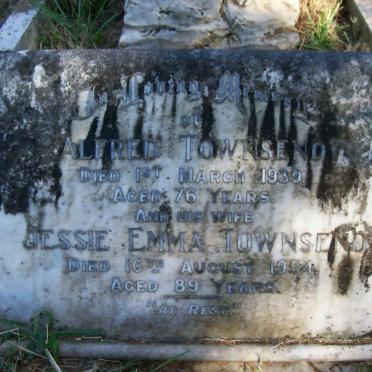 In Loving Memory
of
ALFRED TOWNSEND
DIED 1ST MARCH 1939.
AGED 76 YEARS.
AND HIS WIFE
JESSIE EMMA TOWNSEND
DIED 16TH AUGUST 1954.
AGED 89 YEARS.
"AT REST."